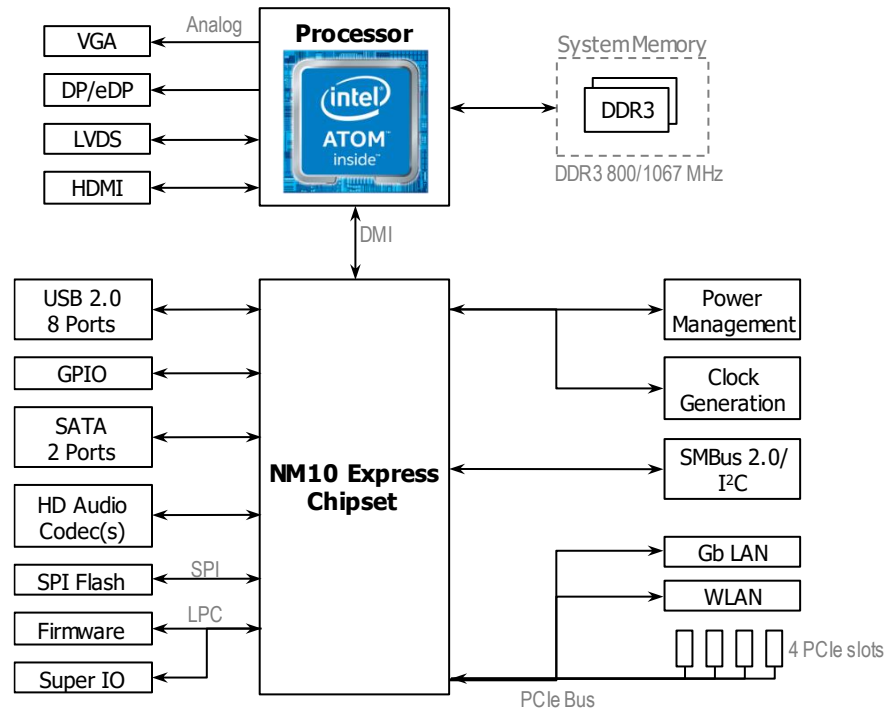 Analog
VGA
DP/eDP
LVDS
HDMI
Processor
intel
ATOM™
inside™
System Memory
DDR3
DDR3 800/1067 MHz
DMI
USB 2.0
8 Ports
GPIO
SATA
2 Ports
HD Audio
Codec(s)
SPI Flash
SPI
Firmware
LPC
Super IO
NM10 Express
Chipset
Power
Management
Clock
Generation
SMBus 2.0/
I²C
Gb LAN
WLAN
4 PCIe slots
PCIe Bus